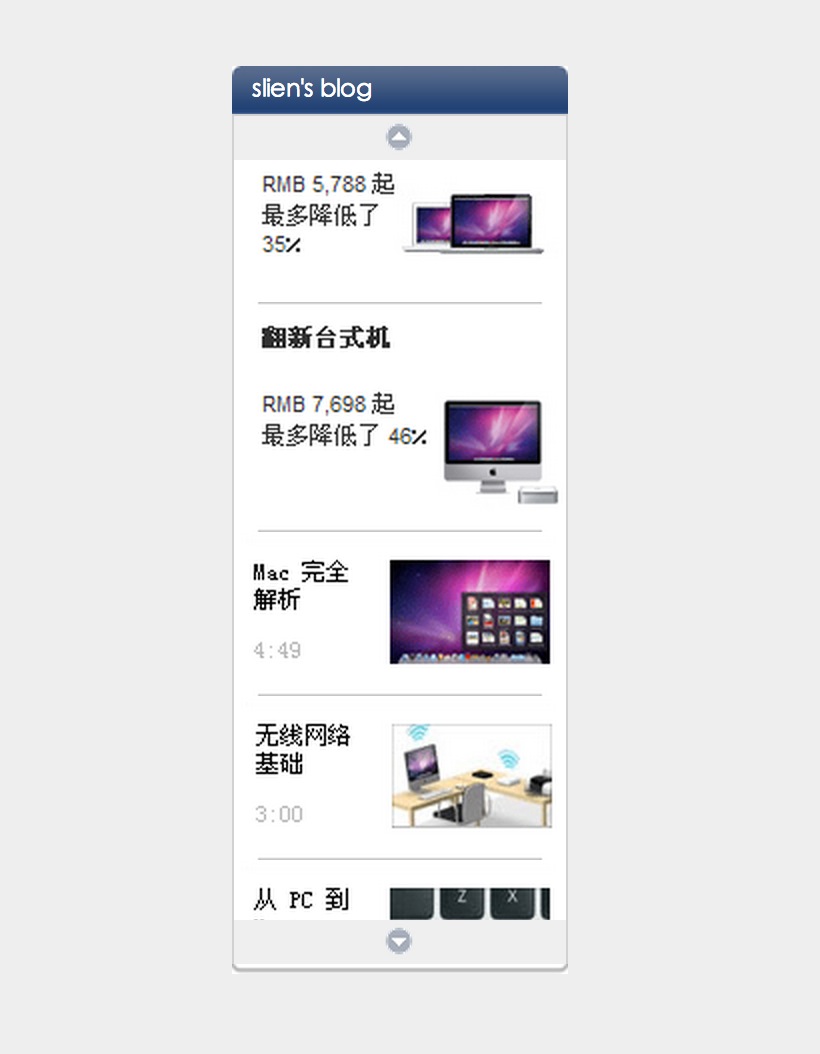 slien's blog
RMB 5,788 起
最多降低了
35%
翻新台式机
RMB 7,698 起
最多降低了 46%
Mac 完全
解析
4:49
无线网络
基础
3:00
从 PC 到
Z X